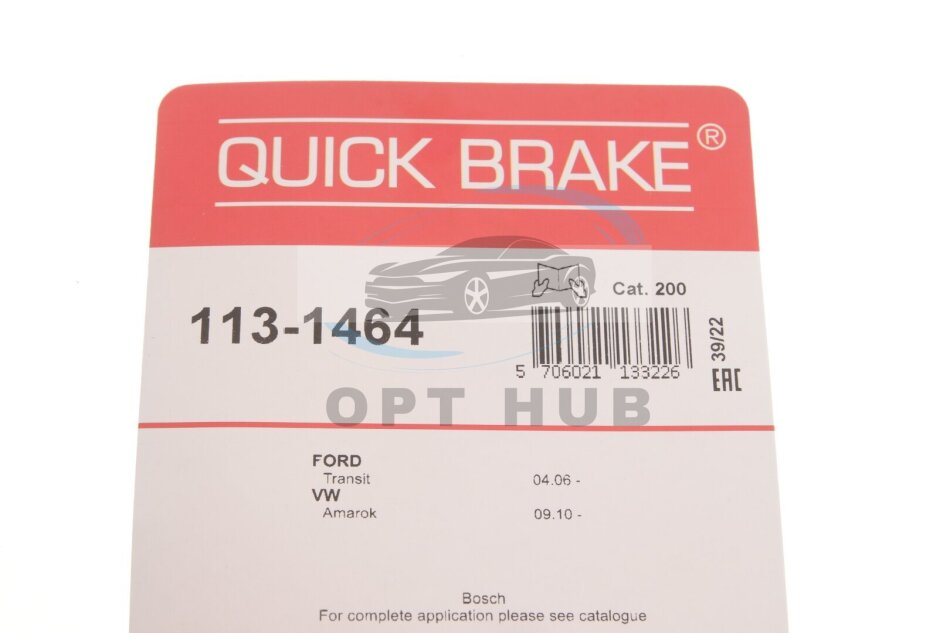 QUICK BRAKE®
113-1464
Cat. 200
5 706021 133226
39/22
EAC
OPT HUB
FORD
Transit 04.06 -
VW
Amarok 09.10 -
Bosch
For complete application please see catalogue